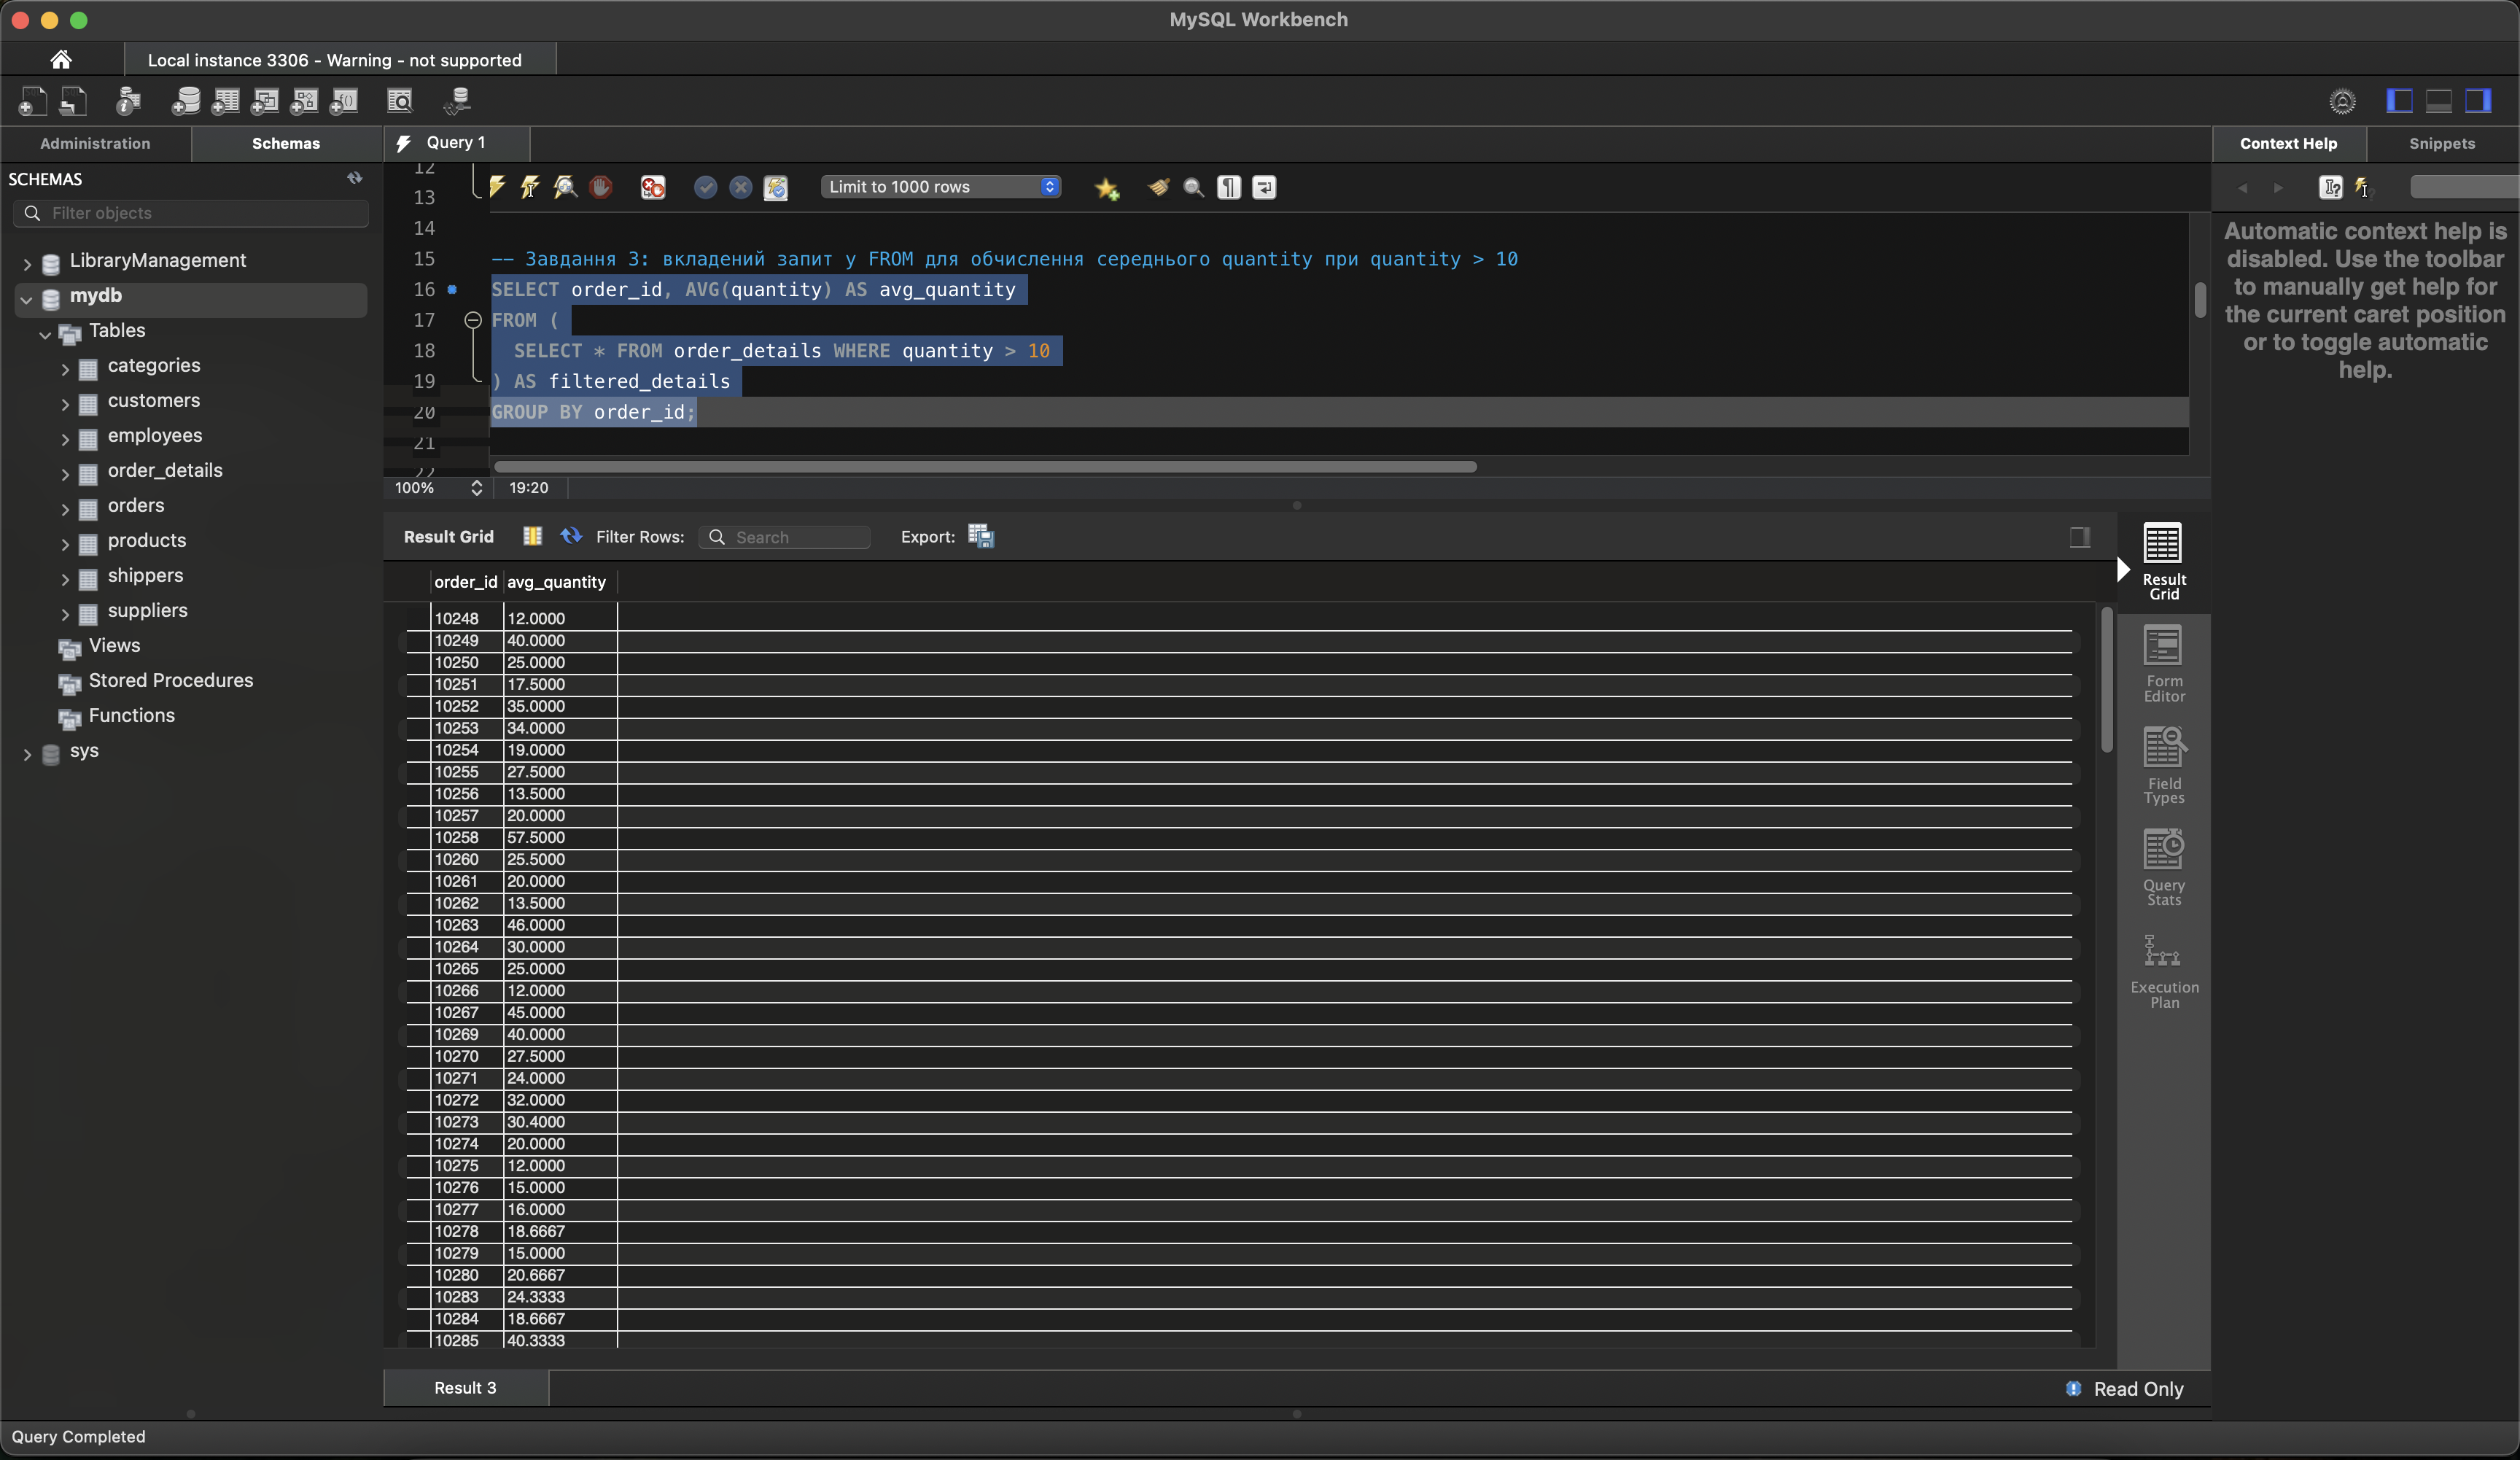 MySQL Workbench
Local instance 3306 - Warning - not supported
Administration
Schemas
Query 1
Context Help
Snippets
SCHEMAS
Filter objects
LibraryManagement
mydb
Tables
categories
customers
employees
order_details
orders
products
shippers
suppliers
Views
Stored Procedures
Functions
sys
Limit to 1000 rows
12
13
14
15 -- Завдання 3: вкладений запит у FROM для обчислення середнього quantity при quantity > 10
16 SELECT order_id, AVG(quantity) AS avg_quantity
17 FROM (
18 SELECT * FROM order_details WHERE quantity > 10
19 ) AS filtered_details
20 GROUP BY order_id;
21
22
100%
19:20
Automatic context help is
disabled. Use the toolbar
to manually get help for
the current caret position
or to toggle automatic
help.
Result Grid
Filter Rows:
Search
Export:
order_id avg_quantity
10248 12.0000
10249 40.0000
10250 25.0000
10251 17.5000
10252 35.0000
10253 34.0000
10254 19.0000
10255 27.5000
10256 13.5000
10257 20.0000
10258 57.5000
10260 25.5000
10261 20.0000
10262 13.5000
10263 46.0000
10264 30.0000
10265 25.0000
10266 12.0000
10267 45.0000
10269 40.0000
10270 27.5000
10271 24.0000
10272 32.0000
10273 30.4000
10274 20.0000
10275 12.0000
10276 15.0000
10277 16.0000
10278 18.6667
10279 15.0000
10280 20.6667
10283 24.3333
10284 18.6667
10285 40.3333
Result
Grid
Form
Editor
Field
Types
Query
Stats
Execution
Plan
Result 3
Read Only
Query Completed